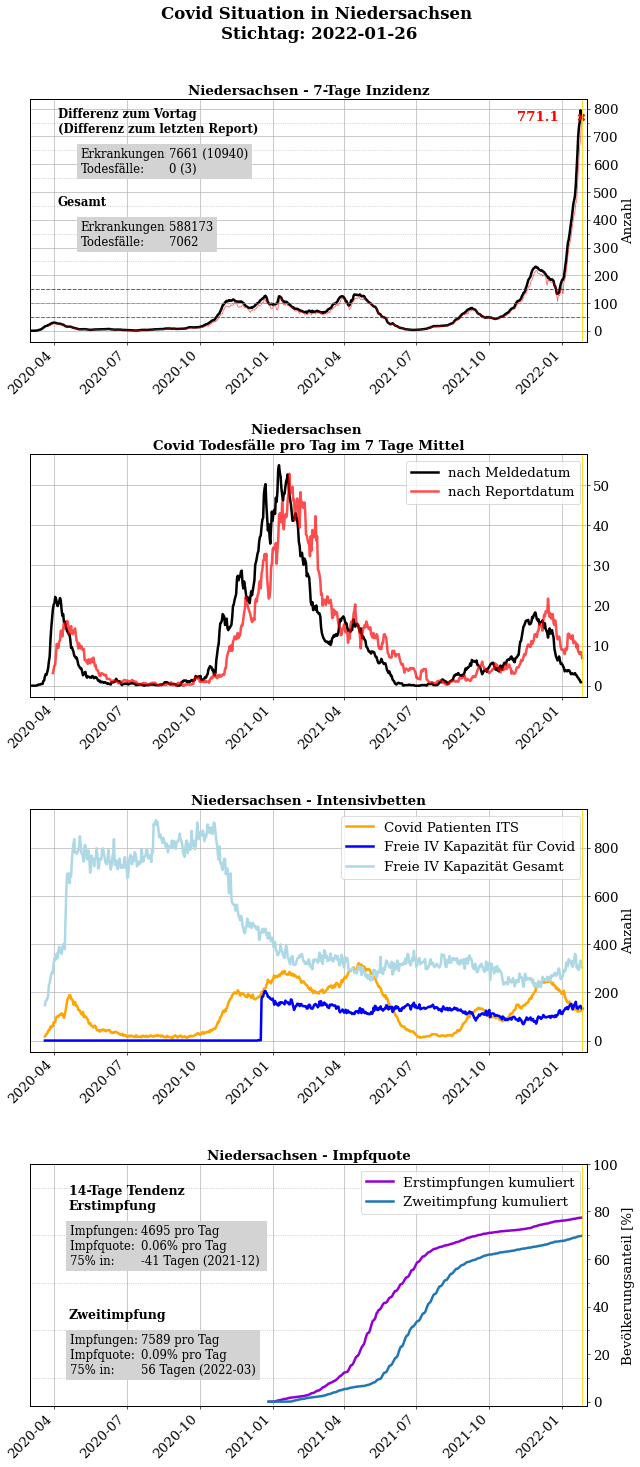 Covid Situation in Niedersachsen
Stichtag: 2022-01-26
Niedersachsen - 7-Tage Inzidenz
Differenz zum Vortag
(Differenz zum letzten Report)
Erkrankungen 7661 (10940)
Todesfälle: 0 (3)
Gesamt
Erkrankungen 588173
Todesfälle: 7062
771.1
800
700
600
500
400
300
200
100
0
Anzahl
2020-04
2020-07
2020-10
2021-01
2021-04
2021-07
2021-10
2022-01
Niedersachsen
Covid Todesfälle pro Tag im 7 Tage Mittel
nach Meldedatum
nach Reportdatum
50
40
30
20
10
0
2020-04
2020-07
2020-10
2021-01
2021-04
2021-07
2021-10
2022-01
Niedersachsen - Intensivbetten
Covid Patienten ITS
Freie IV Kapazität für Covid
Freie IV Kapazität Gesamt
800
600
400
200
0
Anzahl
2020-04
2020-07
2020-10
2021-01
2021-04
2021-07
2021-10
2022-01
Niedersachsen - Impfquote
14-Tage Tendenz
Erstimpfung
Impfungen: 4695 pro Tag
Impfquote: 0.06% pro Tag
75% in: -41 Tagen (2021-12)
Zweitimpfung
Impfungen: 7589 pro Tag
Impfquote: 0.09% pro Tag
75% in: 56 Tagen (2022-03)
Erstimpfungen kumuliert
Zweitimpfung kumuliert
100
80
60
40
20
0
Bevölkerungsanteil [%]
2020-04
2020-07
2020-10
2021-01
2021-04
2021-07
2021-10
2022-01